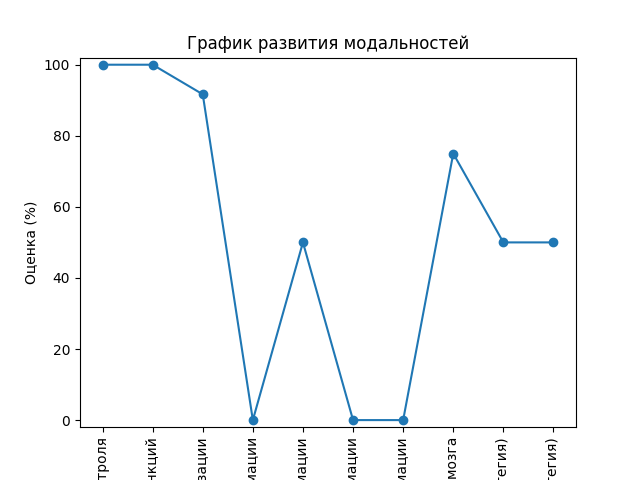 График развития модальностей
Оценка (%)
100
80
60
40
20
0
троля
нкций
зации
мации
мации
мации
мации
мозга
тегия)
тегия)